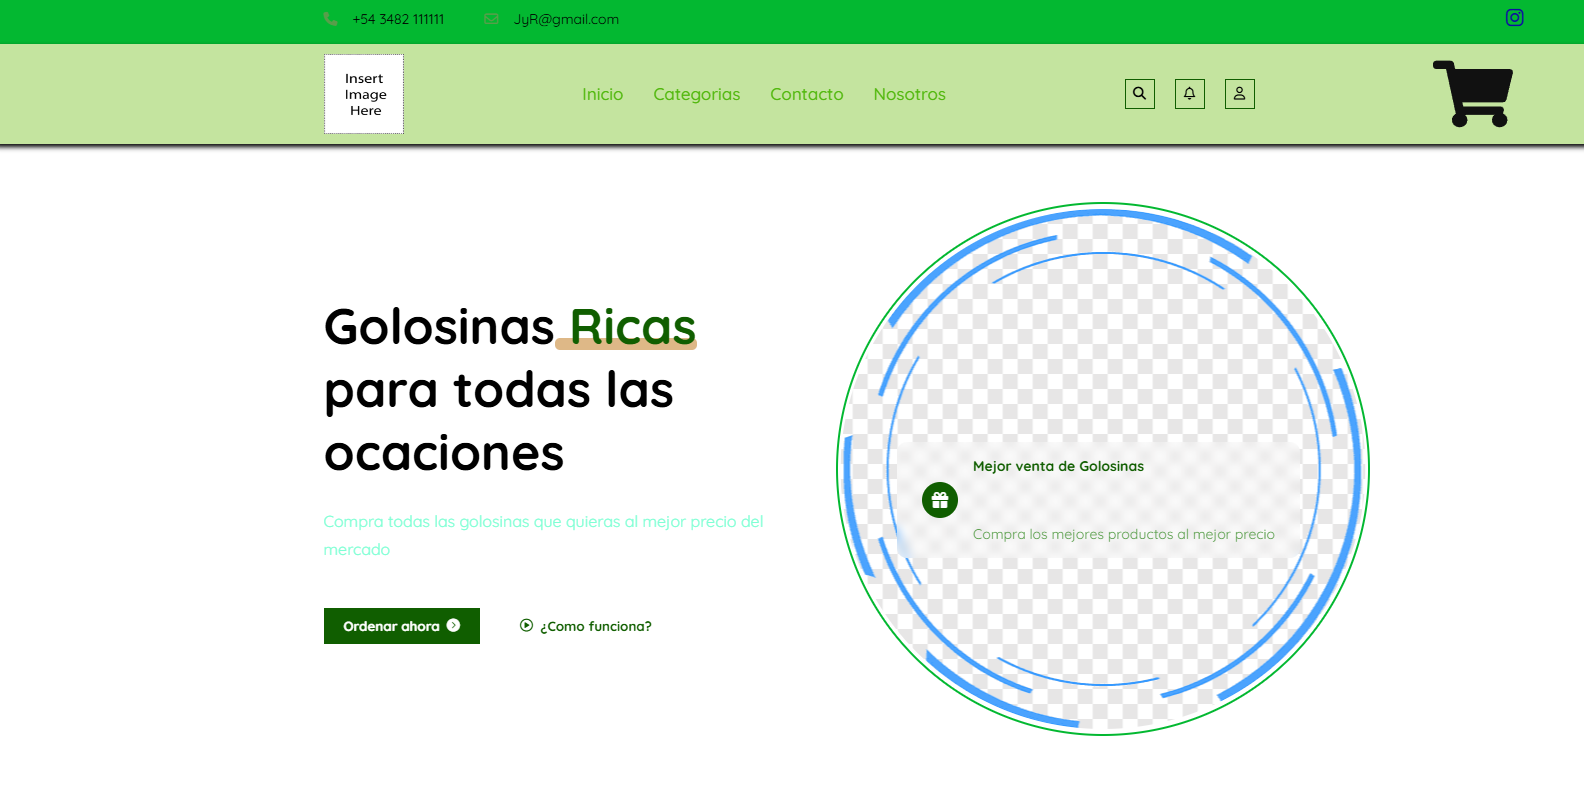 +54 3482 111111 JyR@gmail.com
Insert
Image
Here
Inicio Categorias Contacto Nosotros
Golosinas Ricas
para todas las
ocaciones
Compra todas las golosinas que quieras al mejor precio del
mercado
Ordenar ahora ¿Como funciona?
Mejor venta de Golosinas
Compra los mejores productos al mejor precio